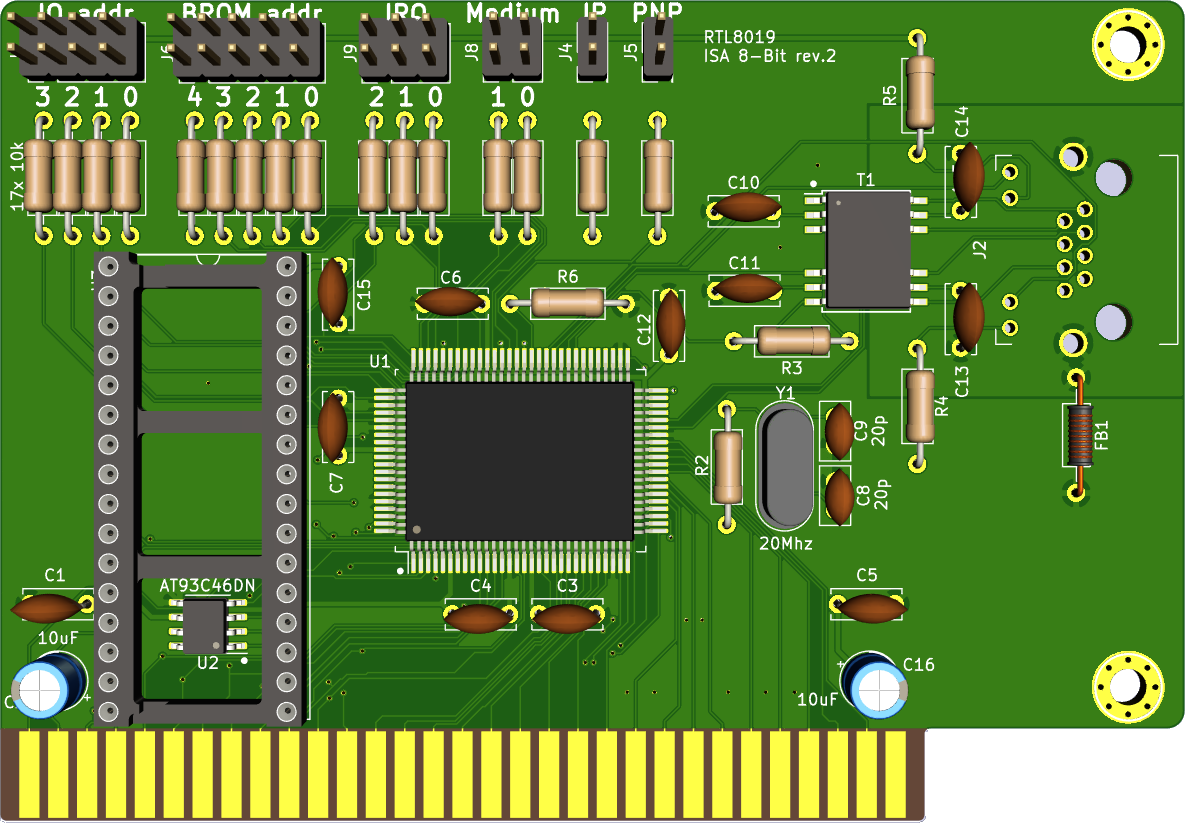 IO addr
BROM addr
IRQ
Medium
JP
PNP
J6
J9
J8
J4
J5
RTL8019
ISA 8-Bit rev.2
3 2 1 0
4 3 2 1 0
2 1 0
1 0
17x 10k
R5
C14
C10
T1
J2
C15
C6
R6
C11
C12
R3
C13
U1
Y1
R4
C9
20p
FB1
R2
C7
C8
20p
20Mhz
C1
AT93C46DN
C4
C3
C5
10uF
U2
+
+
C16
10uF